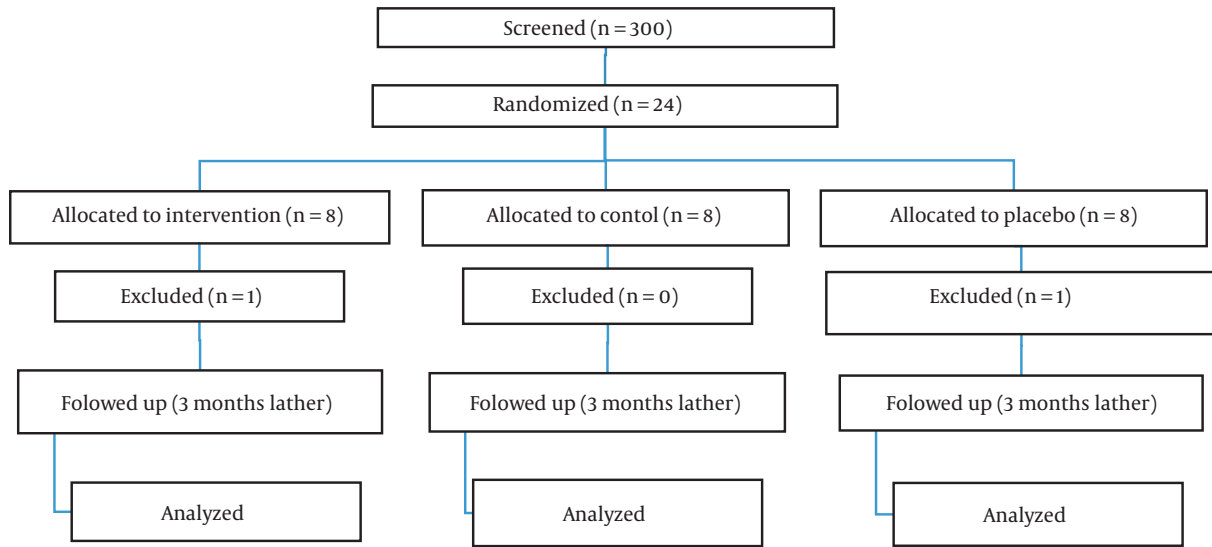 Screened (n = 300)
Randomized (n = 24)
Allocated to intervention (n = 8)
Allocated to contol (n = 8)
Allocated to placebo (n = 8)
Excluded (n = 1)
Excluded (n = 0)
Excluded (n = 1)
Folowed up (3 months lather)
Folowed up (3 months lather)
Folowed up (3 months lather)
Analyzed
Analyzed
Analyzed